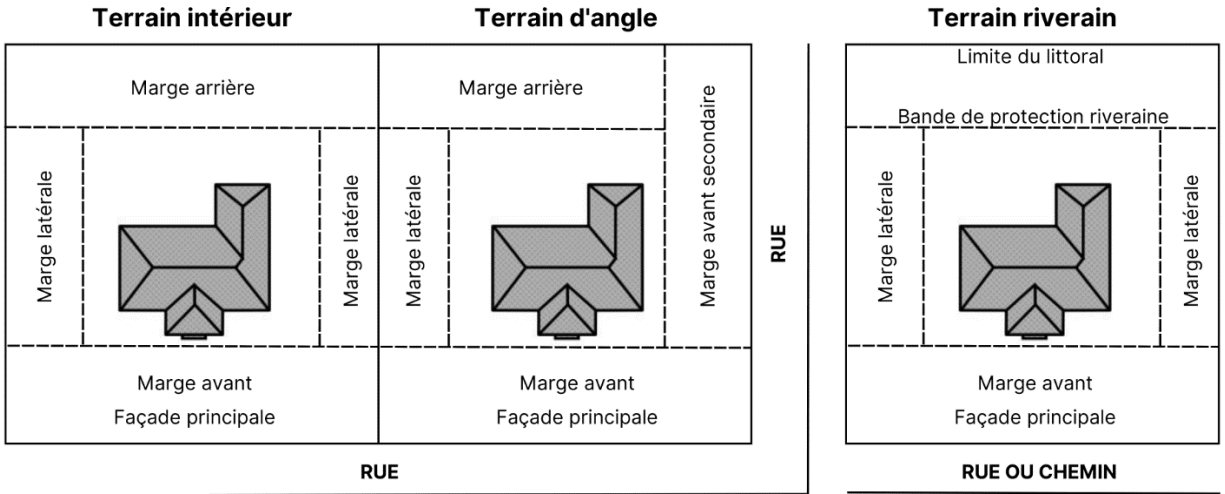 Terrain intérieur
Marge arrière
Marge latérale
Marge latérale
Marge avant
Façade principale
Terrain d'angle
Marge arrière
Marge latérale
Marge avant secondaire
Marge avant
Façade principale
RUE
RUE
Terrain riverain
Limite du littoral
Bande de protection riveraine
Marge latérale
Marge latérale
Marge avant
Façade principale
RUE OU CHEMIN